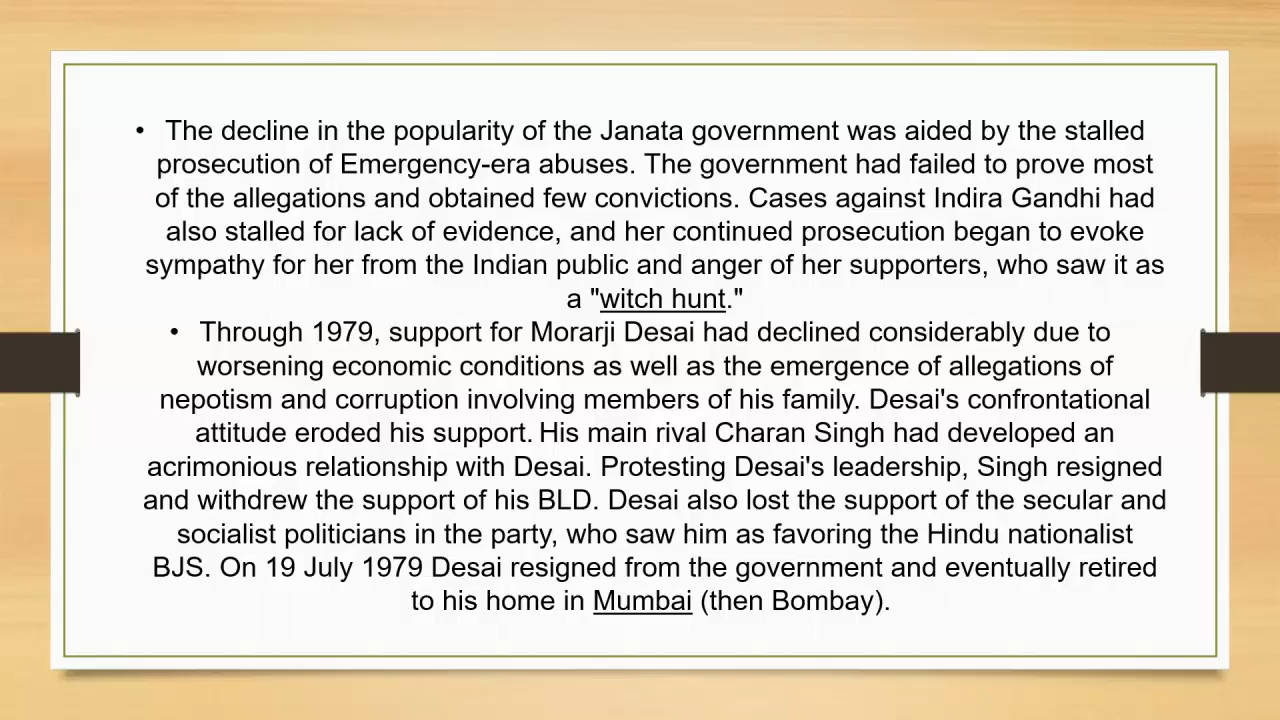 • The decline in the popularity of the Janata government was aided by the stalled
prosecution of Emergency-era abuses. The government had failed to prove most
of the allegations and obtained few convictions. Cases against Indira Gandhi had
also stalled for lack of evidence, and her continued prosecution began to evoke
sympathy for her from the Indian public and anger of her supporters, who saw it as
a "witch hunt."
• Through 1979, support for Morarji Desai had declined considerably due to
worsening economic conditions as well as the emergence of allegations of
nepotism and corruption involving members of his family. Desai's confrontational
attitude eroded his support. His main rival Charan Singh had developed an
acrimonious relationship with Desai. Protesting Desai's leadership, Singh resigned
and withdrew the support of his BLD. Desai also lost the support of the secular and
socialist politicians in the party, who saw him as favoring the Hindu nationalist
BJS. On 19 July 1979 Desai resigned from the government and eventually retired
to his home in Mumbai (then Bombay).